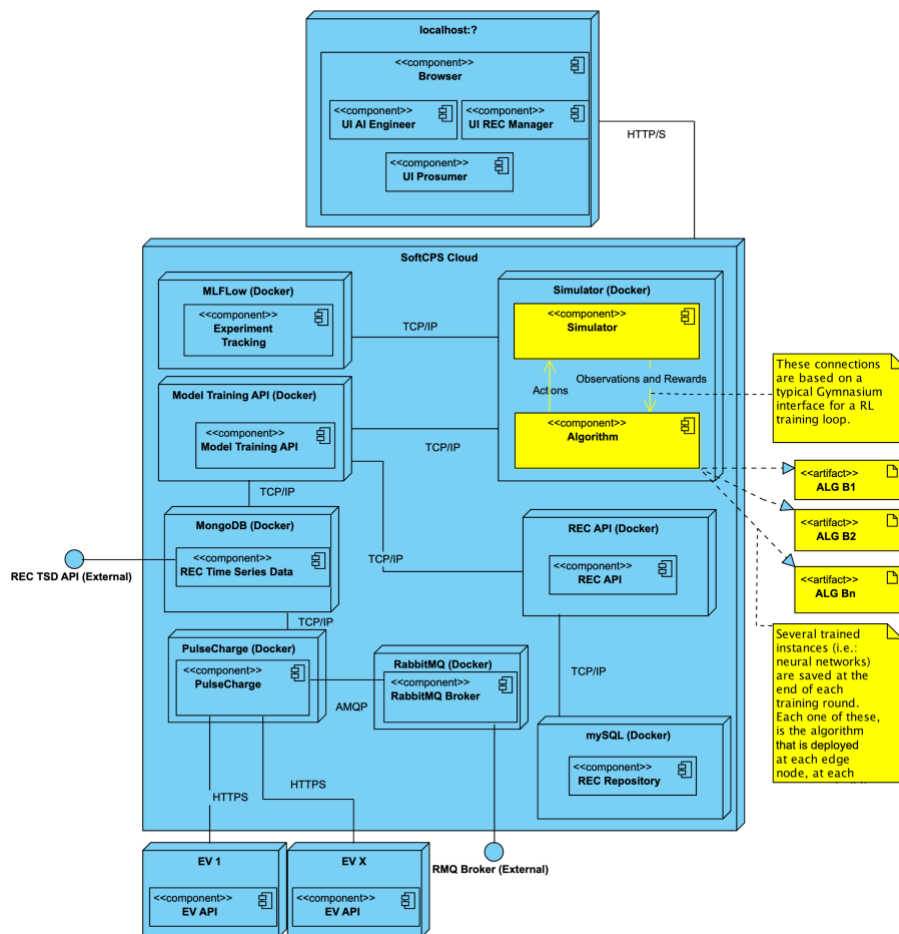 localhost:?
<<component>>
Browser
<<component>>
UI AI Engineer
<<component>>
UI REC Manager
<<component>>
UI Prosumer
HTTP/S
SoftCPS Cloud
MLFLow (Docker)
<<component>>
Experiment
Tracking
TCP/IP
Simulator (Docker)
<<component>>
Simulator
Actions
Observations and Rewards
<<component>>
Algorithm
These connections
are based on a
typical Gymnasium
interface for a RL
training loop.
Model Training API (Docker)
<<component>>
Model Training API
TCP/IP
TCP/IP
<<artifact>>
ALG B1
<<artifact>>
ALG B2
<<artifact>>
ALG Bn
MongoDB (Docker)
<<component>>
REC Time Series Data
REC TSD API (External)
TCP/IP
REC API (Docker)
<<component>>
REC API
TCP/IP
PulseCharge (Docker)
<<component>>
PulseCharge
AMQP
RabbitMQ (Docker)
<<component>>
RabbitMQ Broker
TCP/IP
Several trained
instances (i.e.:
neural networks)
are saved at the
end of each
training round.
Each one of these,
is the algorithm
that is deployed
at each edge
node, at each
mySQL (Docker)
<<component>>
REC Repository
HTTPS
HTTPS
EV 1
<<component>>
EV API
EV X
<<component>>
EV API
RMQ Broker (External)